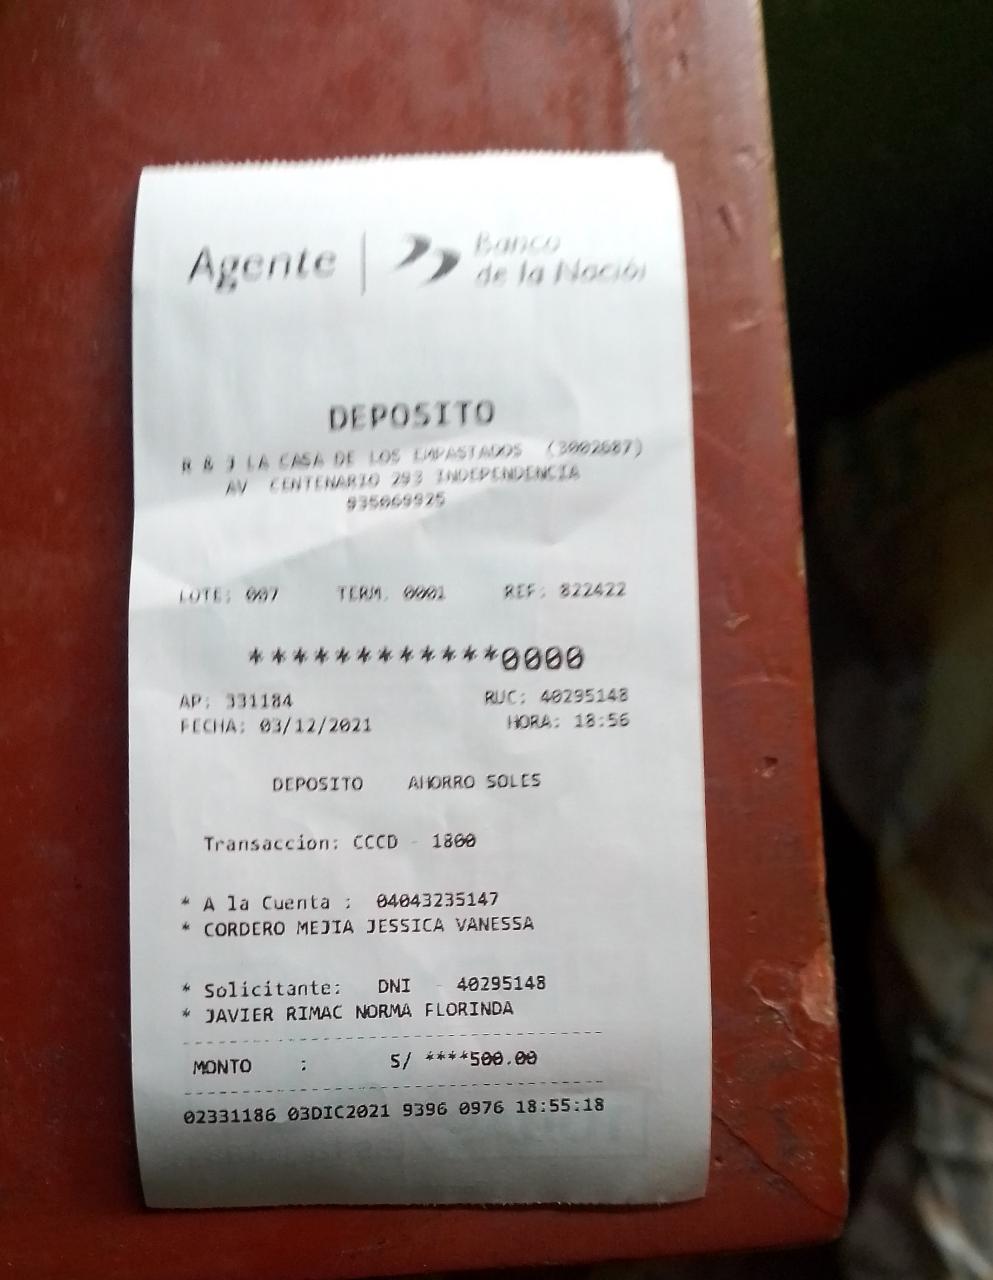 Agente | Banco
de la Nación
DEPOSITO
R & J LA CASA DE LOS EMPASTADOS (3002687)
AV CENTENARIO 293 INDEPENDENCIA
935069925
LOTE: 007 TERM. 0001 REF: 822422
************0000
AP: 331184 RUC: 40295148
FECHA: 03/12/2021 HORA: 18:56
DEPOSITO AHORRO SOLES
Transaccion: CCCD - 1800
* A la Cuenta : 04043235147
* CORDERO MEJIA JESSICA VANESSA
* Solicitante: DNI - 40295148
* JAVIER RIMAC NORMA FLORINDA
MONTO : S/ ****500.00
02331186 03DIC2021 9396 0976 18:55:18